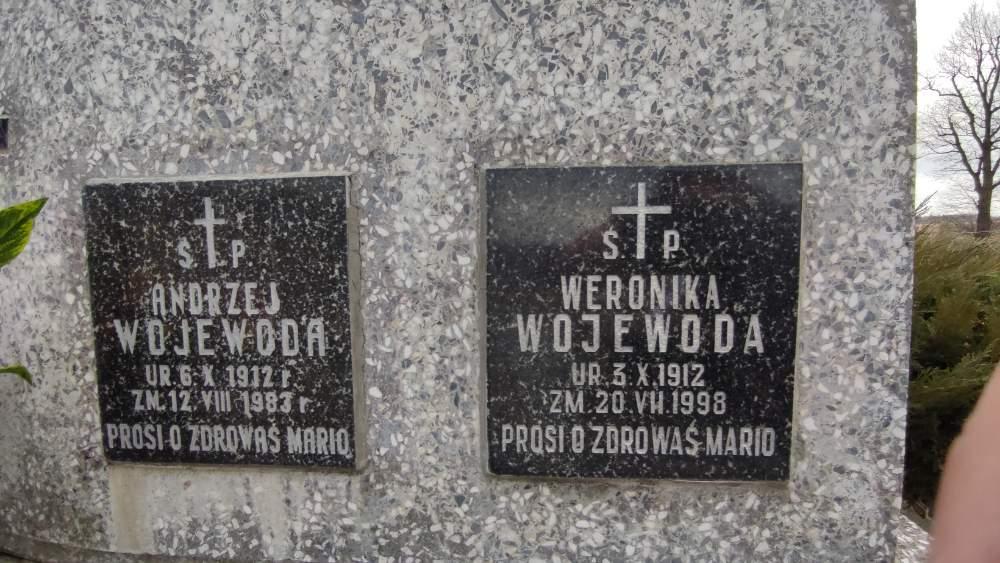 Ś P
ANDRZEJ
WOJEWODA
UR. 6. X 1912 r.
ZM. 12. VIII 1983 r.
PROSI O ZDROWAŚ MARIO
Ś P
WERONIKA
WOJEWODA
UR. 3. X. 1912
ZM. 20. VII. 1998
PROSI O ZDROWAŚ MARIO